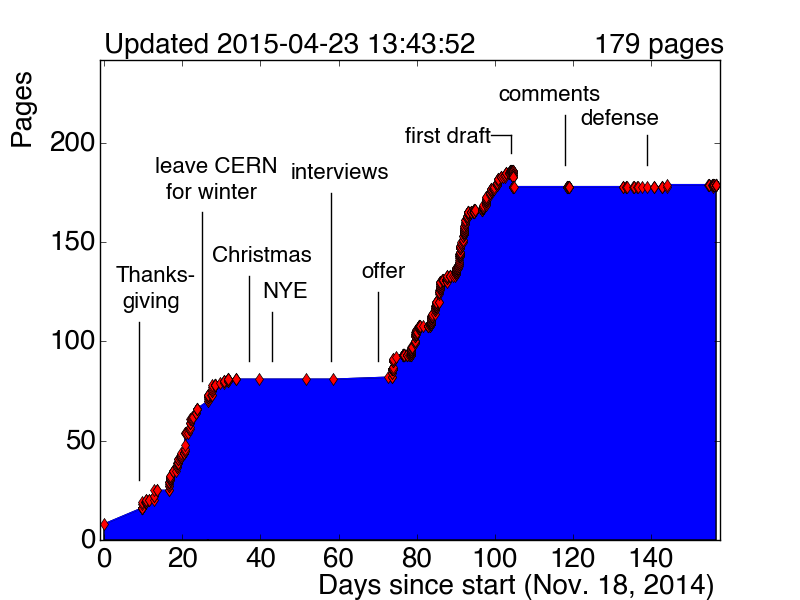 Updated 2015-04-23 13:43:52 179 pages
Pages
comments
defense
first draft
leave CERN
for winter
interviews
Christmas
Thanks-
giving
NYE
offer
200
150
100
50
0
0 20 40 60 80 100 120 140
Days since start (Nov. 18, 2014)